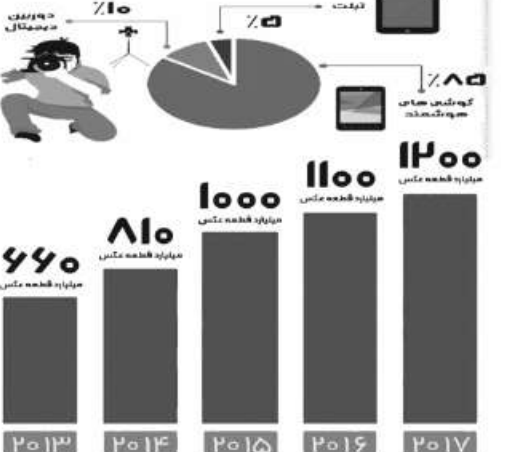 دوربین
دیجیتال
٪۱۰
٪۵
تبلت
٪۸۵
گوشی های
هوشمند
۶۶۰
میلیارد قطعه عکس
۸۱۰
میلیارد قطعه عکس
۱۰۰۰
میلیارد قطعه عکس
۱۱۰۰
میلیارد قطعه عکس
۱۲۰۰
میلیارد قطعه عکس
۲۰۱۳
۲۰۱۴
۲۰۱۵
۲۰۱۶
۲۰۱۷